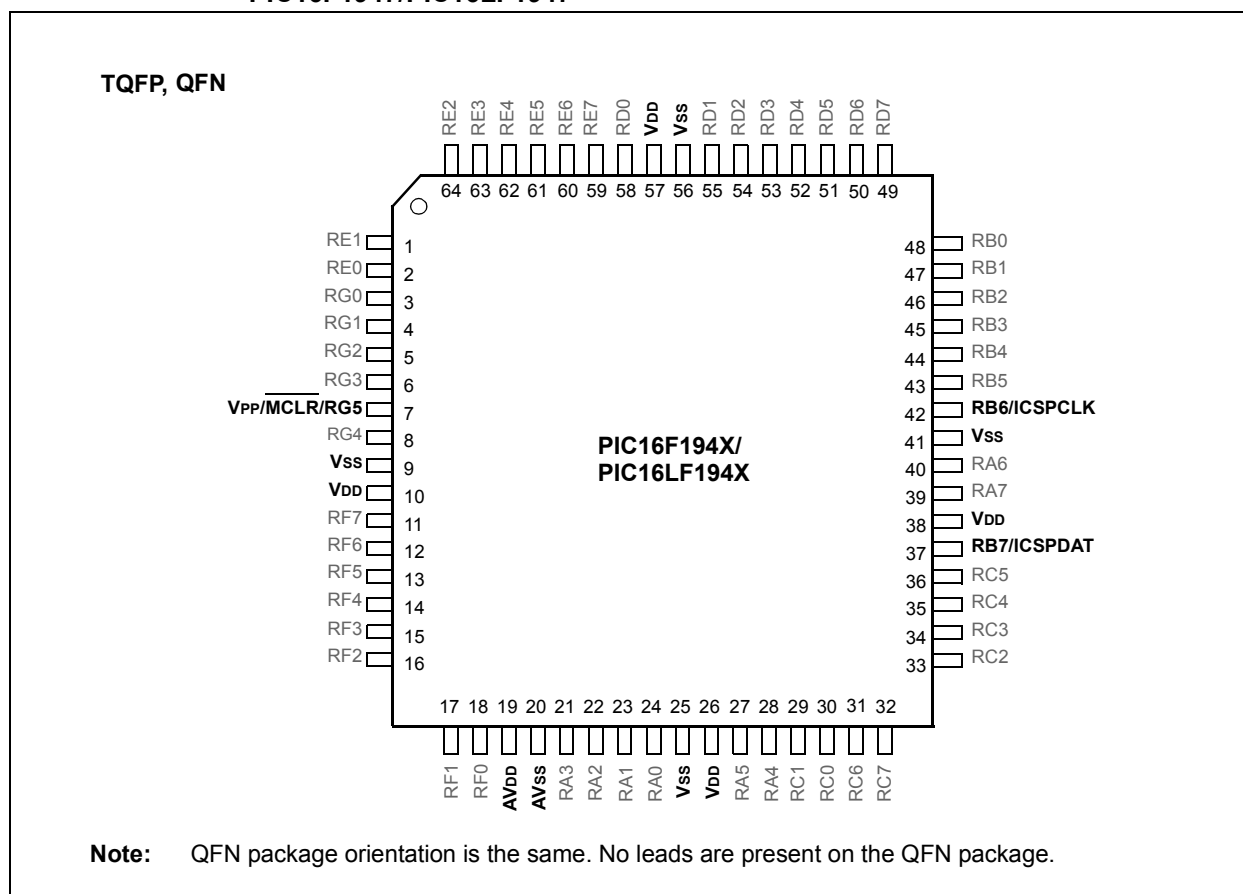 TQFP, QFN
RE2 RE3 RE4 RE5 RE6 RE7 RD0 VDD VSS RD1 RD2 RD3 RD4 RD5 RD6 RD7
64 63 62 61 60 59 58 57 56 55 54 53 52 51 50 49
RE1 1
RE0 2
RG0 3
RG1 4
RG2 5
RG3 6
VPP/MCLR/RG5 7
RG4 8
VSS 9
VDD 10
RF7 11
RF6 12
RF5 13
RF4 14
RF3 15
RF2 16
PIC16F194X/
PIC16LF194X
48 RB0
47 RB1
46 RB2
45 RB3
44 RB4
43 RB5
42 RB6/ICSPCLK
41 VSS
40 RA6
39 RA7
38 VDD
37 RB7/ICSPDAT
36 RC5
35 RC4
34 RC3
33 RC2
17 18 19 20 21 22 23 24 25 26 27 28 29 30 31 32
RF1 RF0 AVDD AVSS RA3 RA2 RA1 RA0 VSS VDD RA5 RA4 RC1 RC0 RC6 RC7
Note: QFN package orientation is the same. No leads are present on the QFN package.